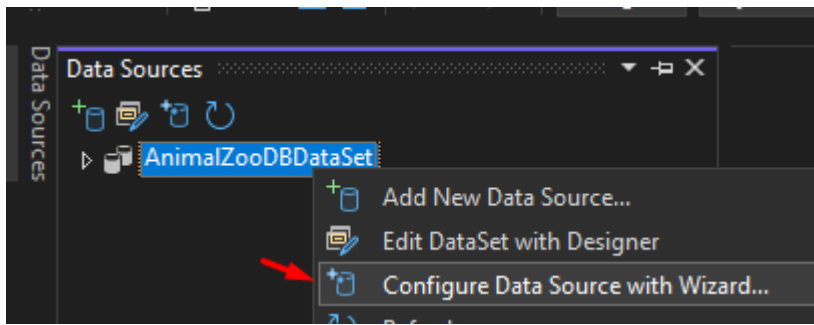 Data Sources
Data Sources
AnimalZooDBDataSet
Add New Data Source...
Edit DataSet with Designer
Configure Data Source with Wizard...